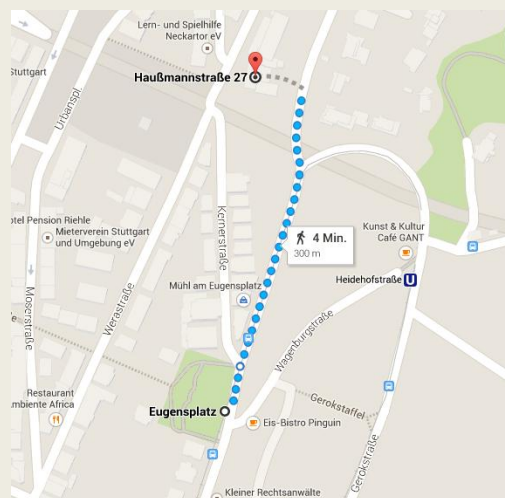 Lern- und Spielhilfe
Neckartor eV
Stuttgart
Haußmannstraße 27
Urbanspl.
Kernerstraße
4 Min.
300 m
Kunst & Kultur
Café GANT
otel Pension Riehle
Mieterverein Stuttgart
und Umgebung eV
Heidehofstraße
U
Mühl am Eugensplatz
Moserstraße
Werastraße
Wagenburgstraße
Restaurant
Ambiente Africa
Eugensplatz
Eis-Bistro Pinguin
Gerokstaffel
Gerokstraße
Kleiner Rechtsanwälte